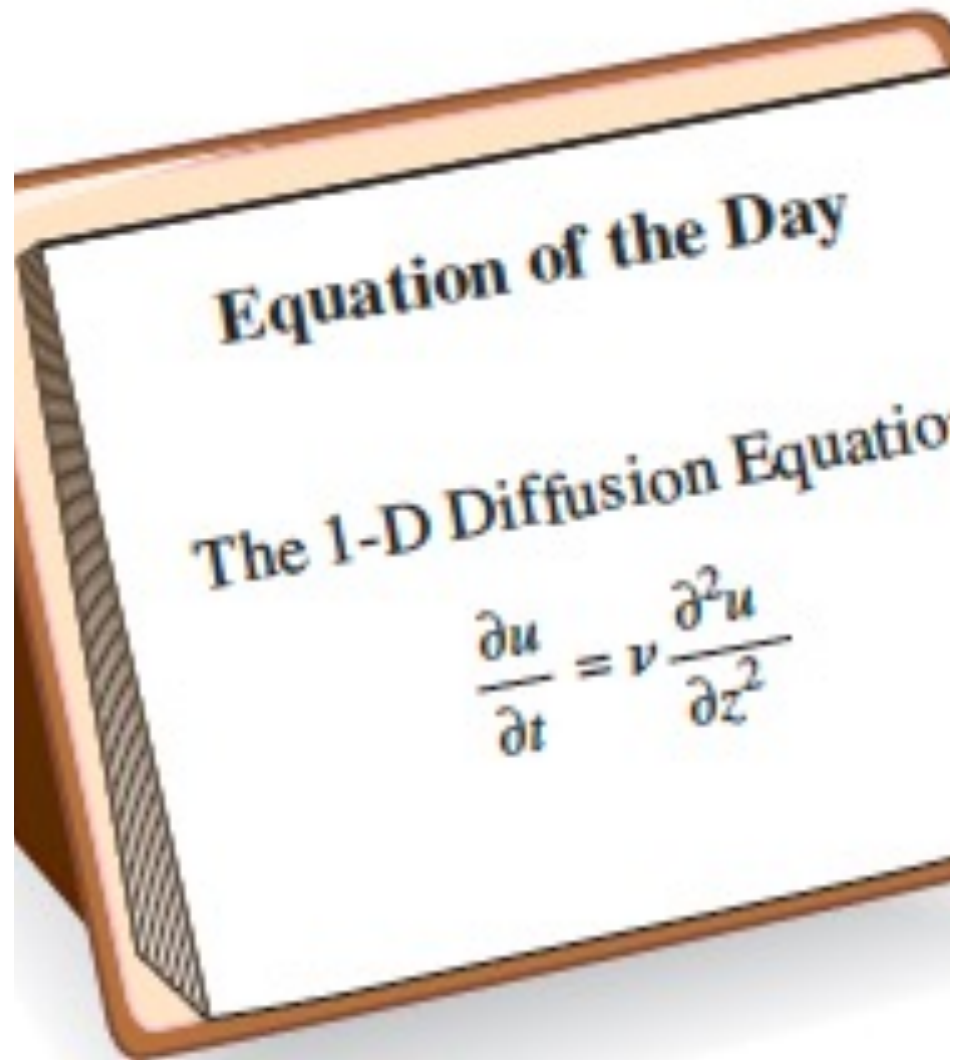 Equation of the Day
The 1-D Diffusion Equatio
∂u/∂t = ν ∂²u/∂z²